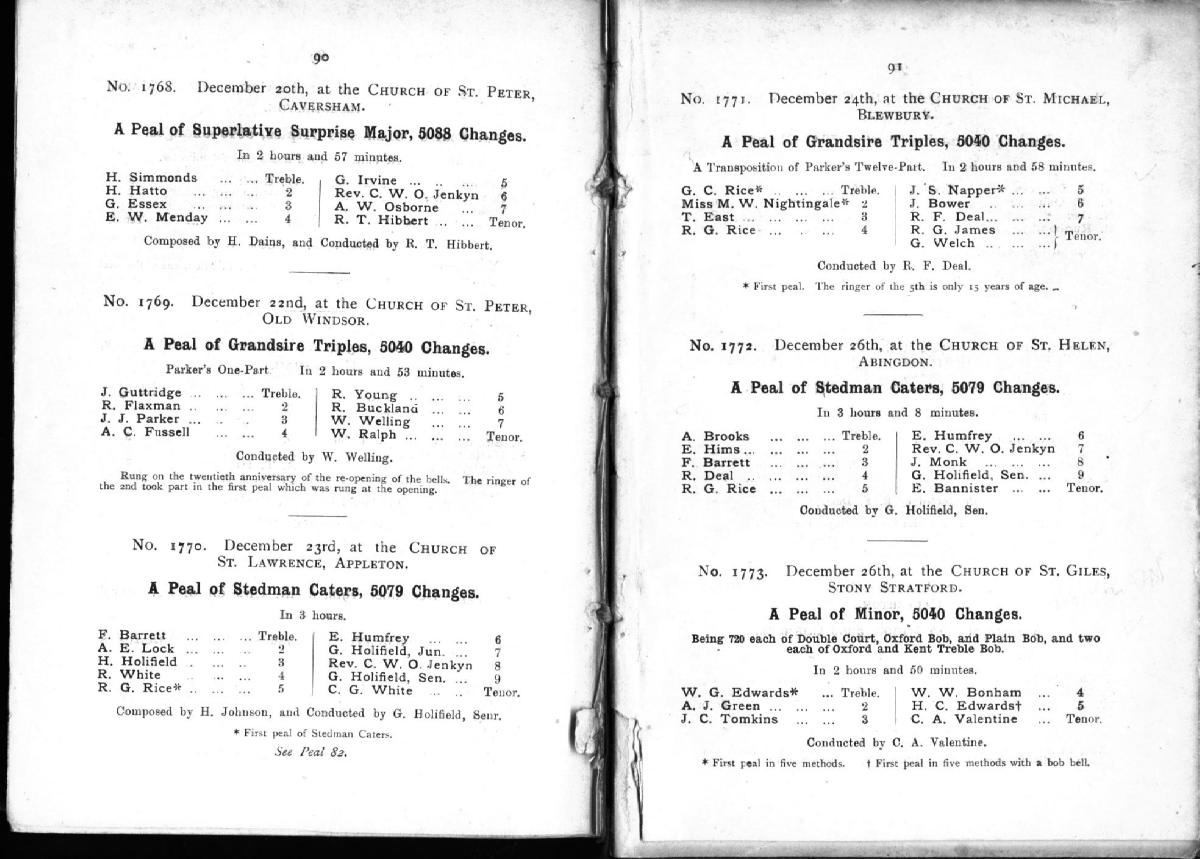 90
No. 1768. December 20th, at the Church of St. Peter,
Caversham.
A Peal of Superlative Surprise Major, 5088 Changes.
In 2 hours and 57 minutes.
H. Simmonds ... ... Treble. G. Irvine ... .. ... 5
H. Hatto ... ... 2 Rev. C. W. O. Jenkyn 6
G. Essex ... ... 3 A. W. Osborne ... 7
E. W. Menday ... ... 4 R. T. Hibbert .. ... Tenor.
Composed by H. Dains, and Conducted by R. T. Hibbert.
No. 1769. December 22nd, at the Church of St. Peter,
Old Windsor.
A Peal of Grandsire Triples, 5040 Changes.
Parker's One-Part. In 2 hours and 53 minutes.
J. Guttridge ... ... ... Treble. R. Young .. ... ... 5
R. Flaxman .. ... ... 2 R. Buckland ... ... 6
J. J. Parker ... .. . 3 W. Welling ... ... 7
A. C. Fussell ... ... 4 W. Ralph ... ... ... Tenor.
Conducted by W. Welling.
Rung on the twentieth anniversary of the re-opening of the bells. The ringer of
the 2nd took part in the first peal which was rung at the opening.
No. 1770. December 23rd, at the Church of
St. Lawrence, Appleton.
A Peal of Stedman Caters, 5079 Changes.
In 3 hours.
F. Barrett ... ... ... Treble. E. Humfrey ... ... 6
A. E. Lock ... ... .. 2 G. Holifield, Jun. ... 7
H. Holifield . .. .. 3 Rev. C. W. O. Jenkyn 8
R. White ... ... 4 G. Holifield, Sen. ... 9
R. G. Rice* .. ... ... 5 C. G. White ... .. Tenor.
Composed by H. Johnson, and Conducted by G. Holifield, Senr.
* First peal of Stedman Caters.
See Peal 82.
91
No. 1771. December 24th, at the Church of St. Michael,
Blewbury.
A Peal of Grandsire Triples, 5040 Changes.
A Transposition of Parker's Twelve-Part. In 2 hours and 58 minutes.
G. C. Rice* .. ... ... Treble. J. S. Napper* ... ... 5
Miss M. W. Nightingale* 2 J. Bower .. ... ... 6
T. East ... ... ... 3 R. F. Deal... ... ... 7
R. G. Rice ... .. ... 4 R. G. James ... ...} Tenor.
G. Welch .. ... ...}
Conducted by R. F. Deal.
* First peal. The ringer of the 5th is only 15 years of age.
No. 1772. December 26th, at the Church of St. Helen,
Abingdon.
A Peal of Stedman Caters, 5079 Changes.
In 3 hours and 8 minutes.
A. Brooks ... ... ... Treble. E. Humfrey ... ... 6
E. Hims ... ... ... 2 Rev. C. W. O. Jenkyn 7
F. Barrett ... ... 3 J. Monk ... ... ... 8
R. Deal .. ... ... ... 4 G. Holifield, Sen. ... 9
R. G. Rice ... ... ... 5 E. Bannister ... ... Tenor.
Conducted by G. Holifield, Sen.
No. 1773. December 26th, at the Church of St. Giles,
Stony Stratford.
A Peal of Minor, 5040 Changes.
Being 720 each of Double Court, Oxford Bob, and Plain Bob, and two
each of Oxford and Kent Treble Bob.
In 2 hours and 50 minutes.
W. G. Edwards* ... Treble. W. W. Bonham ... 4
A. J. Green ... ... ... 2 H. C. Edwards† ... 5
J. C. Tomkins ... ... 3 C. A. Valentine ... Tenor.
Conducted by C. A. Valentine.
* First peal in five methods. † First peal in five methods with a bob bell.